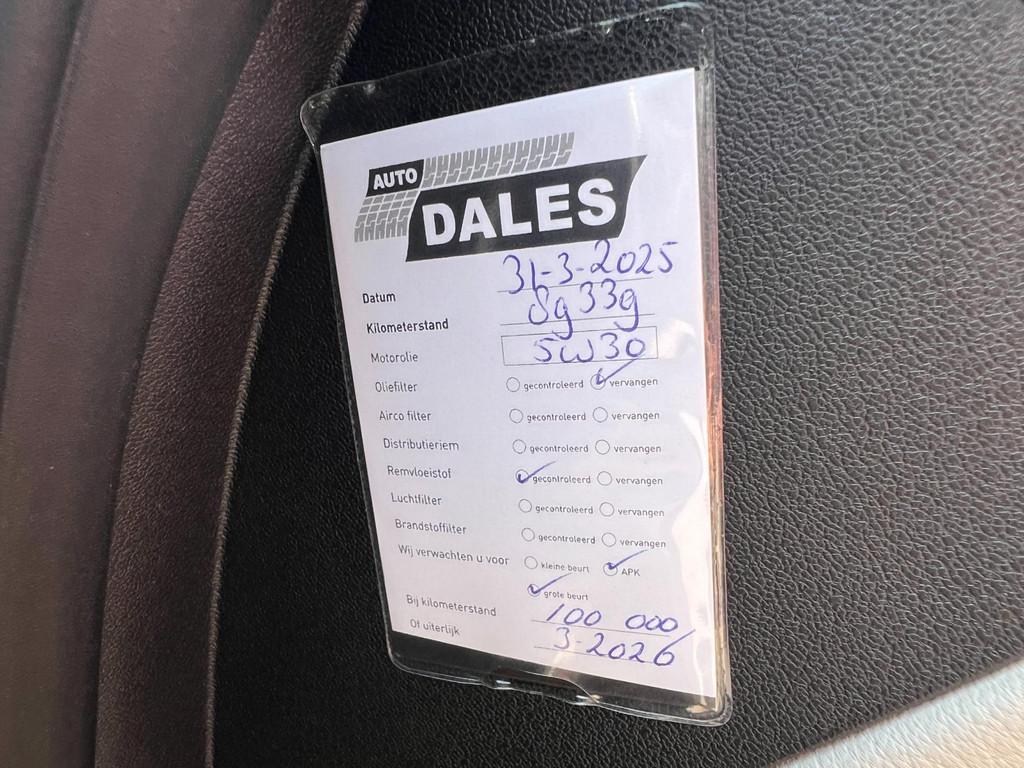 AUTO
DALES
Datum 31-3-2025
Kilometerstand 89339
Motorolie 5W30
Oliefilter gecontroleerd vervangen
Airco filter gecontroleerd vervangen
Distributieriem gecontroleerd vervangen
Remvloeistof gecontroleerd vervangen
Luchtfilter gecontroleerd vervangen
Brandstoffilter gecontroleerd vervangen
Wij verwachten u voor kleine beurt APK
grote beurt
Bij kilometerstand 100 000
Of uiterlijk 3-2026